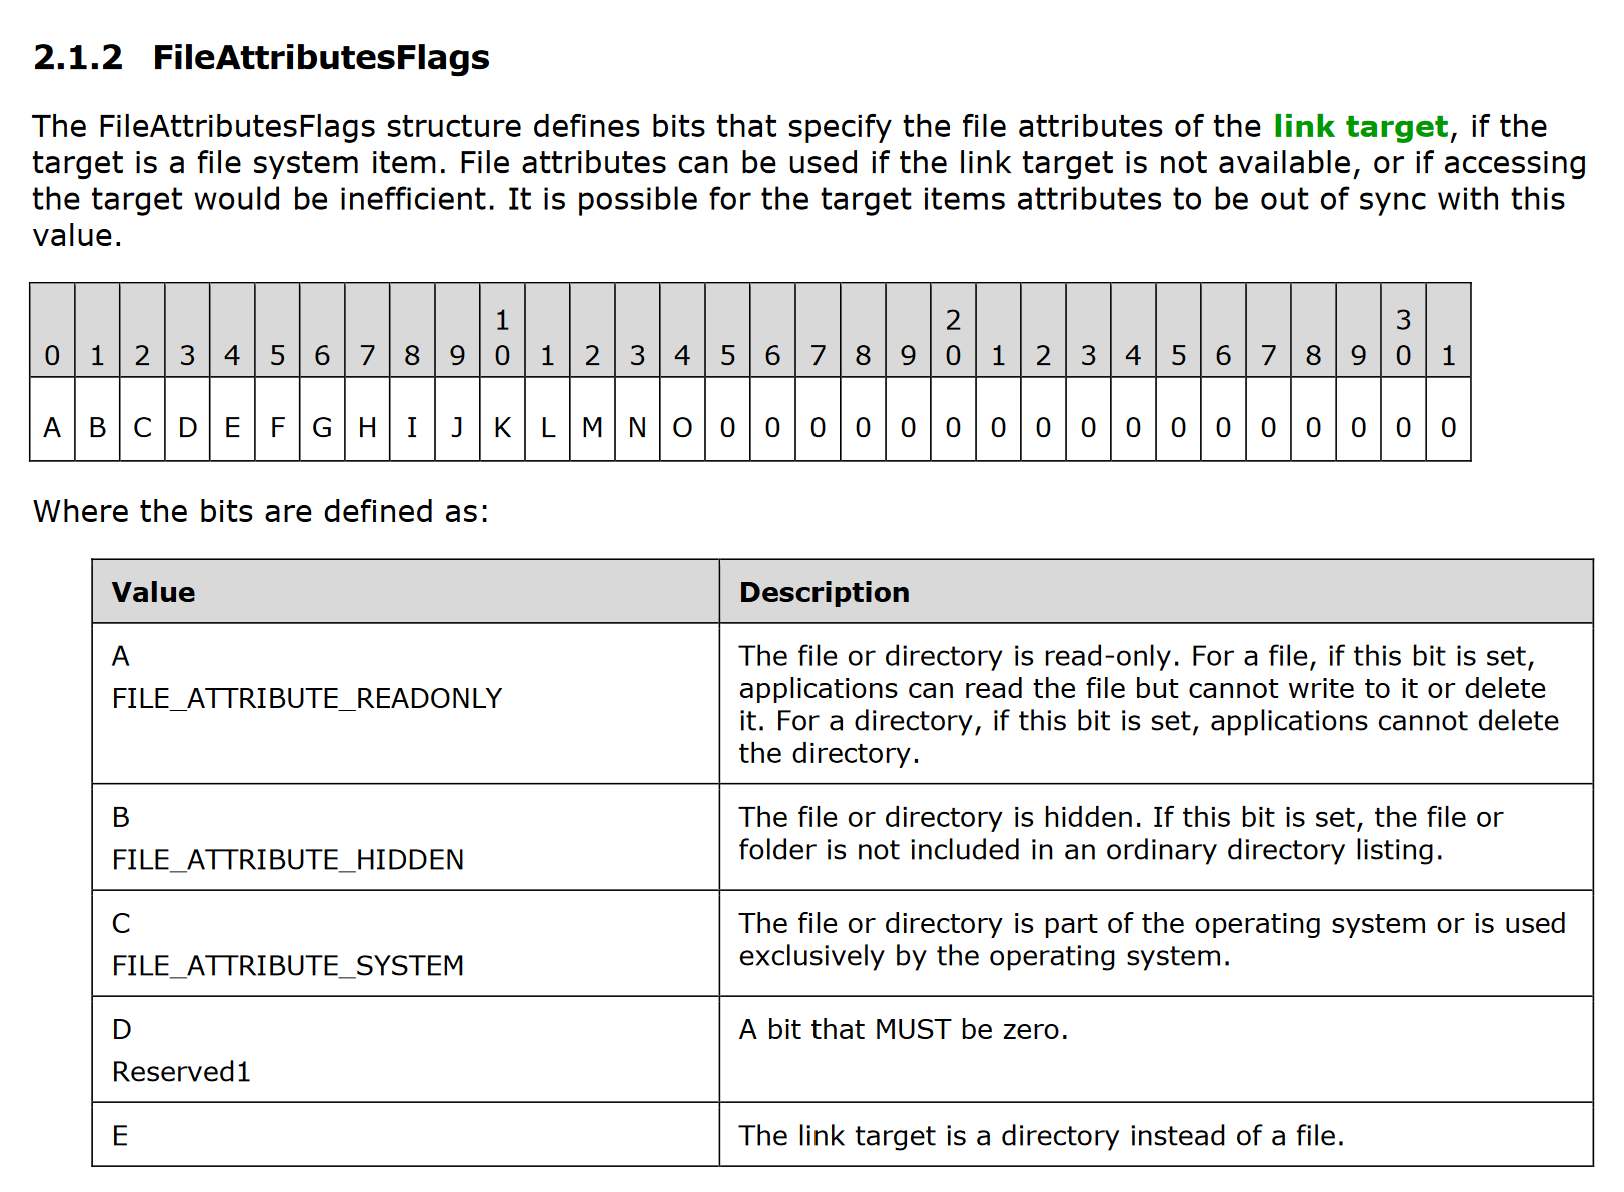 2.1.2 FileAttributesFlags
The FileAttributesFlags structure defines bits that specify the file attributes of the link target, if the
target is a file system item. File attributes can be used if the link target is not available, or if accessing
the target would be inefficient. It is possible for the target items attributes to be out of sync with this
value.
0 1 2 3 4 5 6 7 8 9 10 1 2 3 4 5 6 7 8 9 20 1 2 3 4 5 6 7 8 9 30 1
A B C D E F G H I J K L M N O 0 0 0 0 0 0 0 0 0 0 0 0 0 0 0 0 0
Where the bits are defined as:
Value Description
A
FILE_ATTRIBUTE_READONLY
The file or directory is read-only. For a file, if this bit is set,
applications can read the file but cannot write to it or delete
it. For a directory, if this bit is set, applications cannot delete
the directory.
B
FILE_ATTRIBUTE_HIDDEN
The file or directory is hidden. If this bit is set, the file or
folder is not included in an ordinary directory listing.
C
FILE_ATTRIBUTE_SYSTEM
The file or directory is part of the operating system or is used
exclusively by the operating system.
D
Reserved1
A bit that MUST be zero.
E
The link target is a directory instead of a file.